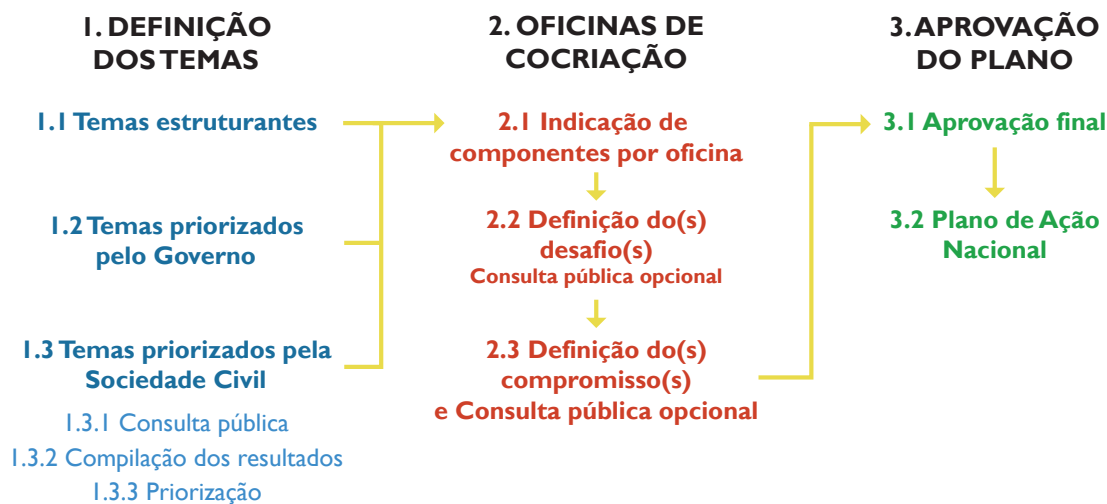 1. DEFINIÇÃO
DOS TEMAS
1.1 Temas estruturantes
1.2 Temas priorizados
pelo Governo
1.3 Temas priorizados pela
Sociedade Civil
1.3.1 Consulta pública
1.3.2 Compilação dos resultados
1.3.3 Priorização
2. OFICINAS DE
COCRIAÇÃO
2.1 Indicação de
componentes por oficina
2.2 Definição do(s)
desafio(s)
Consulta pública opcional
2.3 Definição do(s)
compromisso(s)
e Consulta pública opcional
3. APROVAÇÃO
DO PLANO
3.1 Aprovação final
3.2 Plano de Ação
Nacional